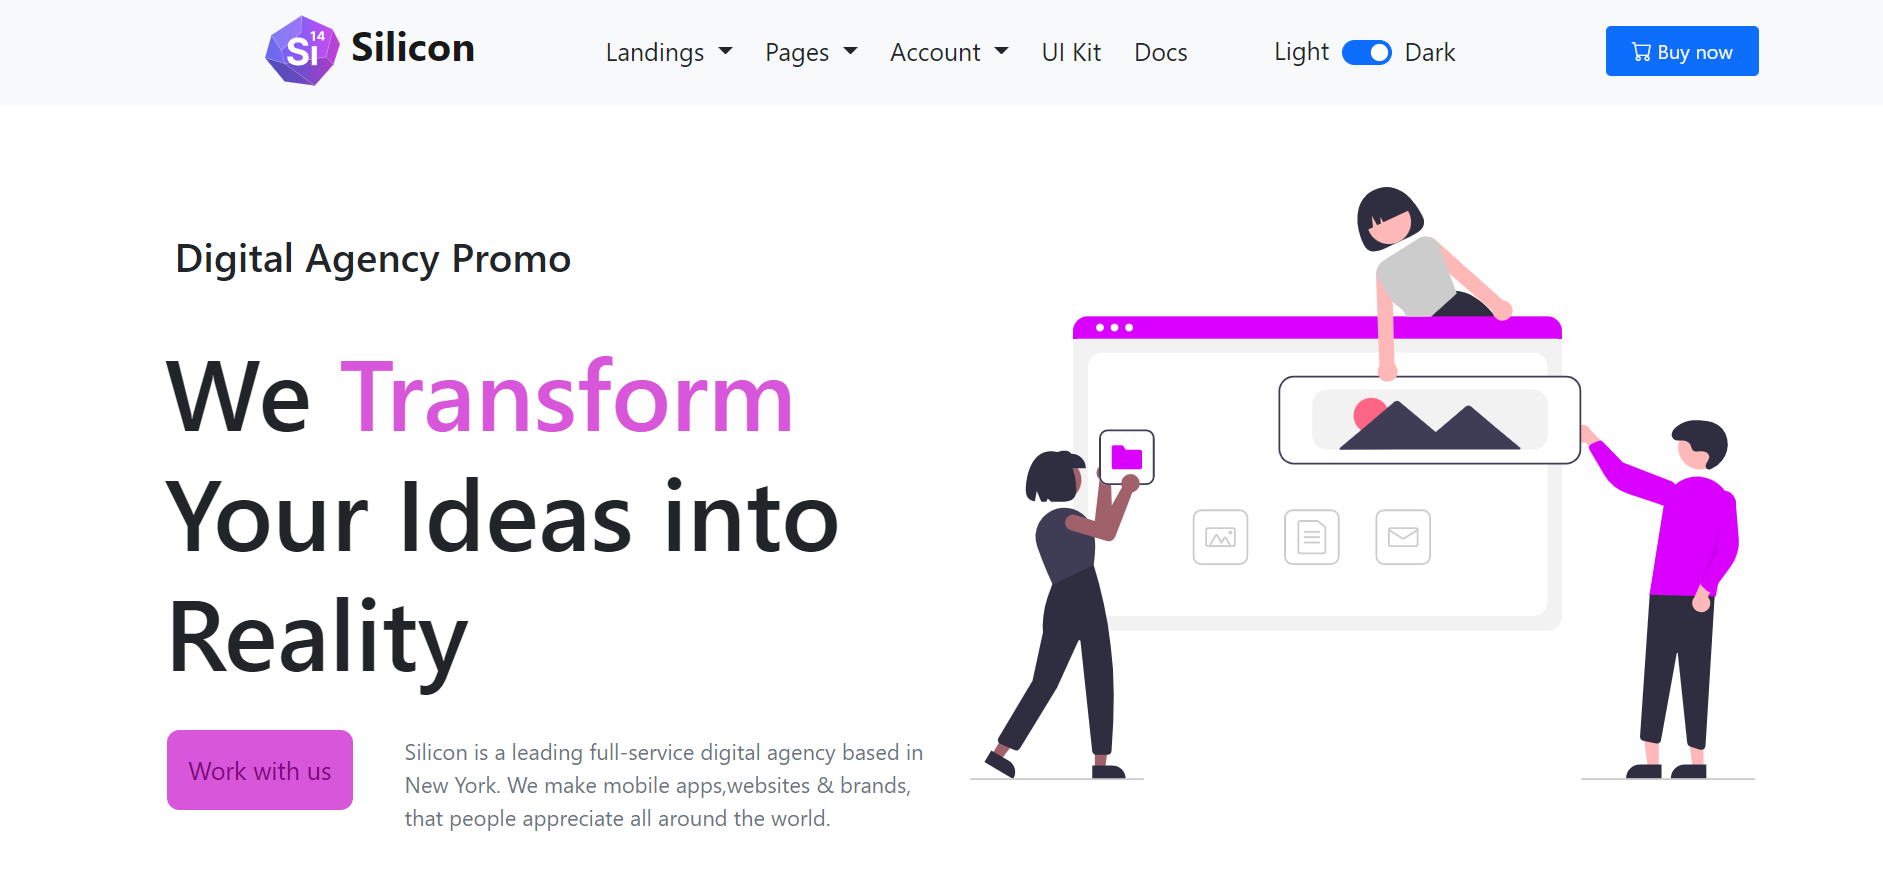 Si 14 Silicon
Landings Pages Account UI Kit Docs Light Dark Buy now
Digital Agency Promo
We Transform
Your Ideas into
Reality
Work with us
Silicon is a leading full-service digital agency based in
New York. We make mobile apps,websites & brands,
that people appreciate all around the world.